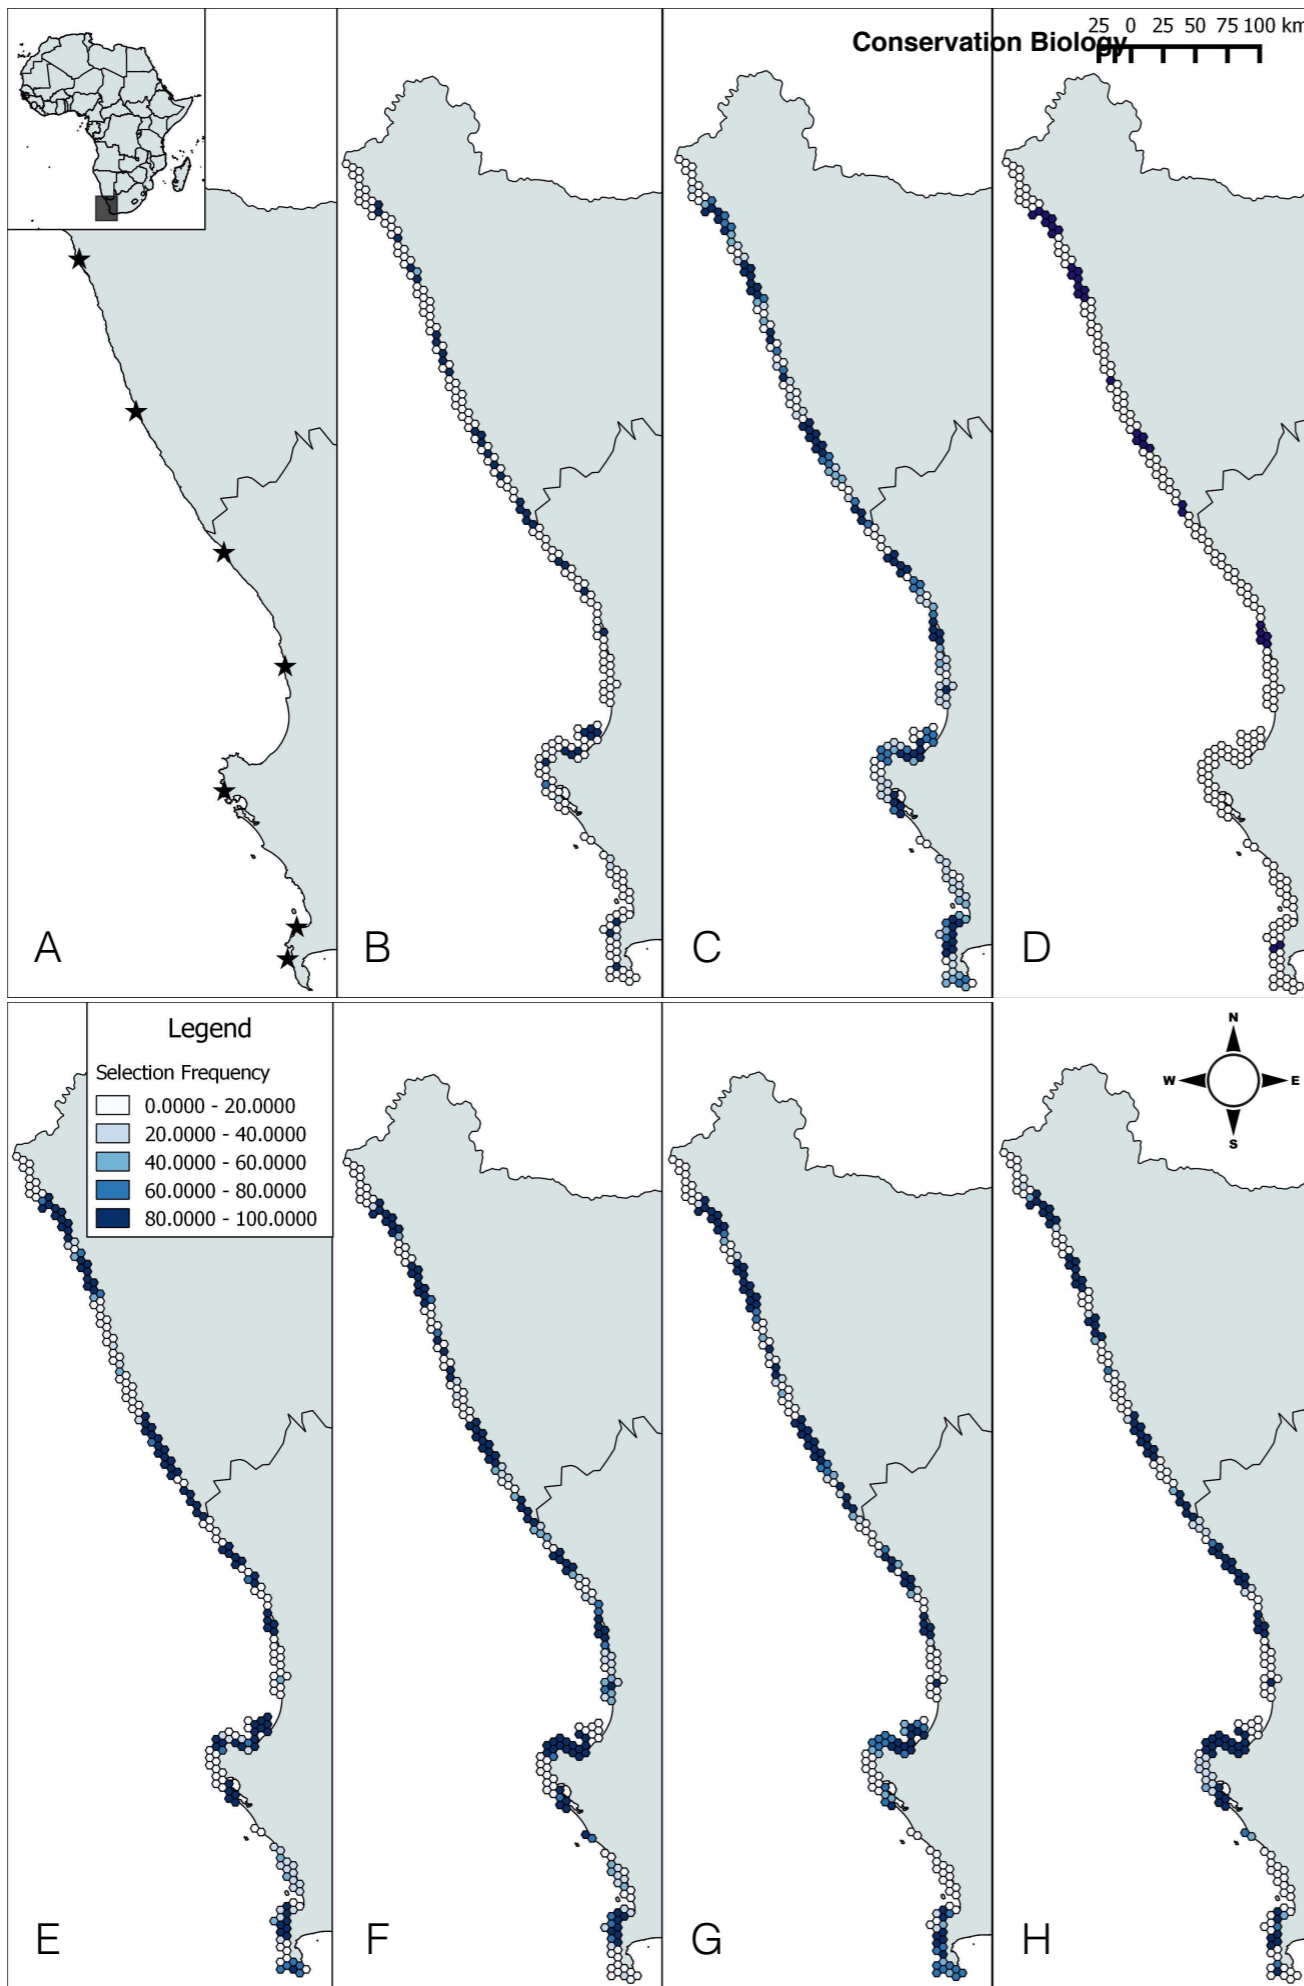 Conservation Biology
25 0 25 50 75 100 km
A
B
C
D
Legend
Selection Frequency
0.0000 - 20.0000
20.0000 - 40.0000
40.0000 - 60.0000
60.0000 - 80.0000
80.0000 - 100.0000
N
W E
S
E
F
G
H